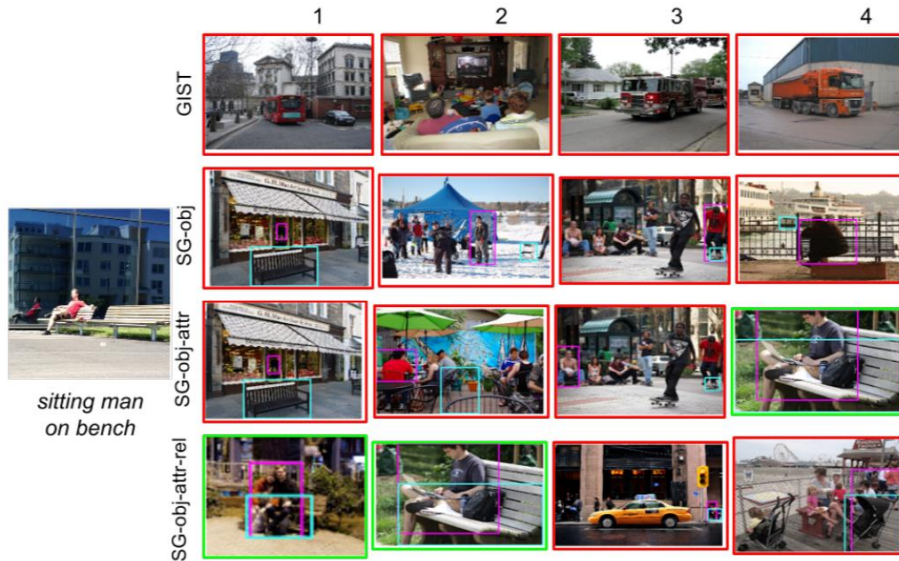 1 2 3 4
GIST
SG-obj
SG-obj-attr
SG-obj-attr-rel
sitting man
on bench